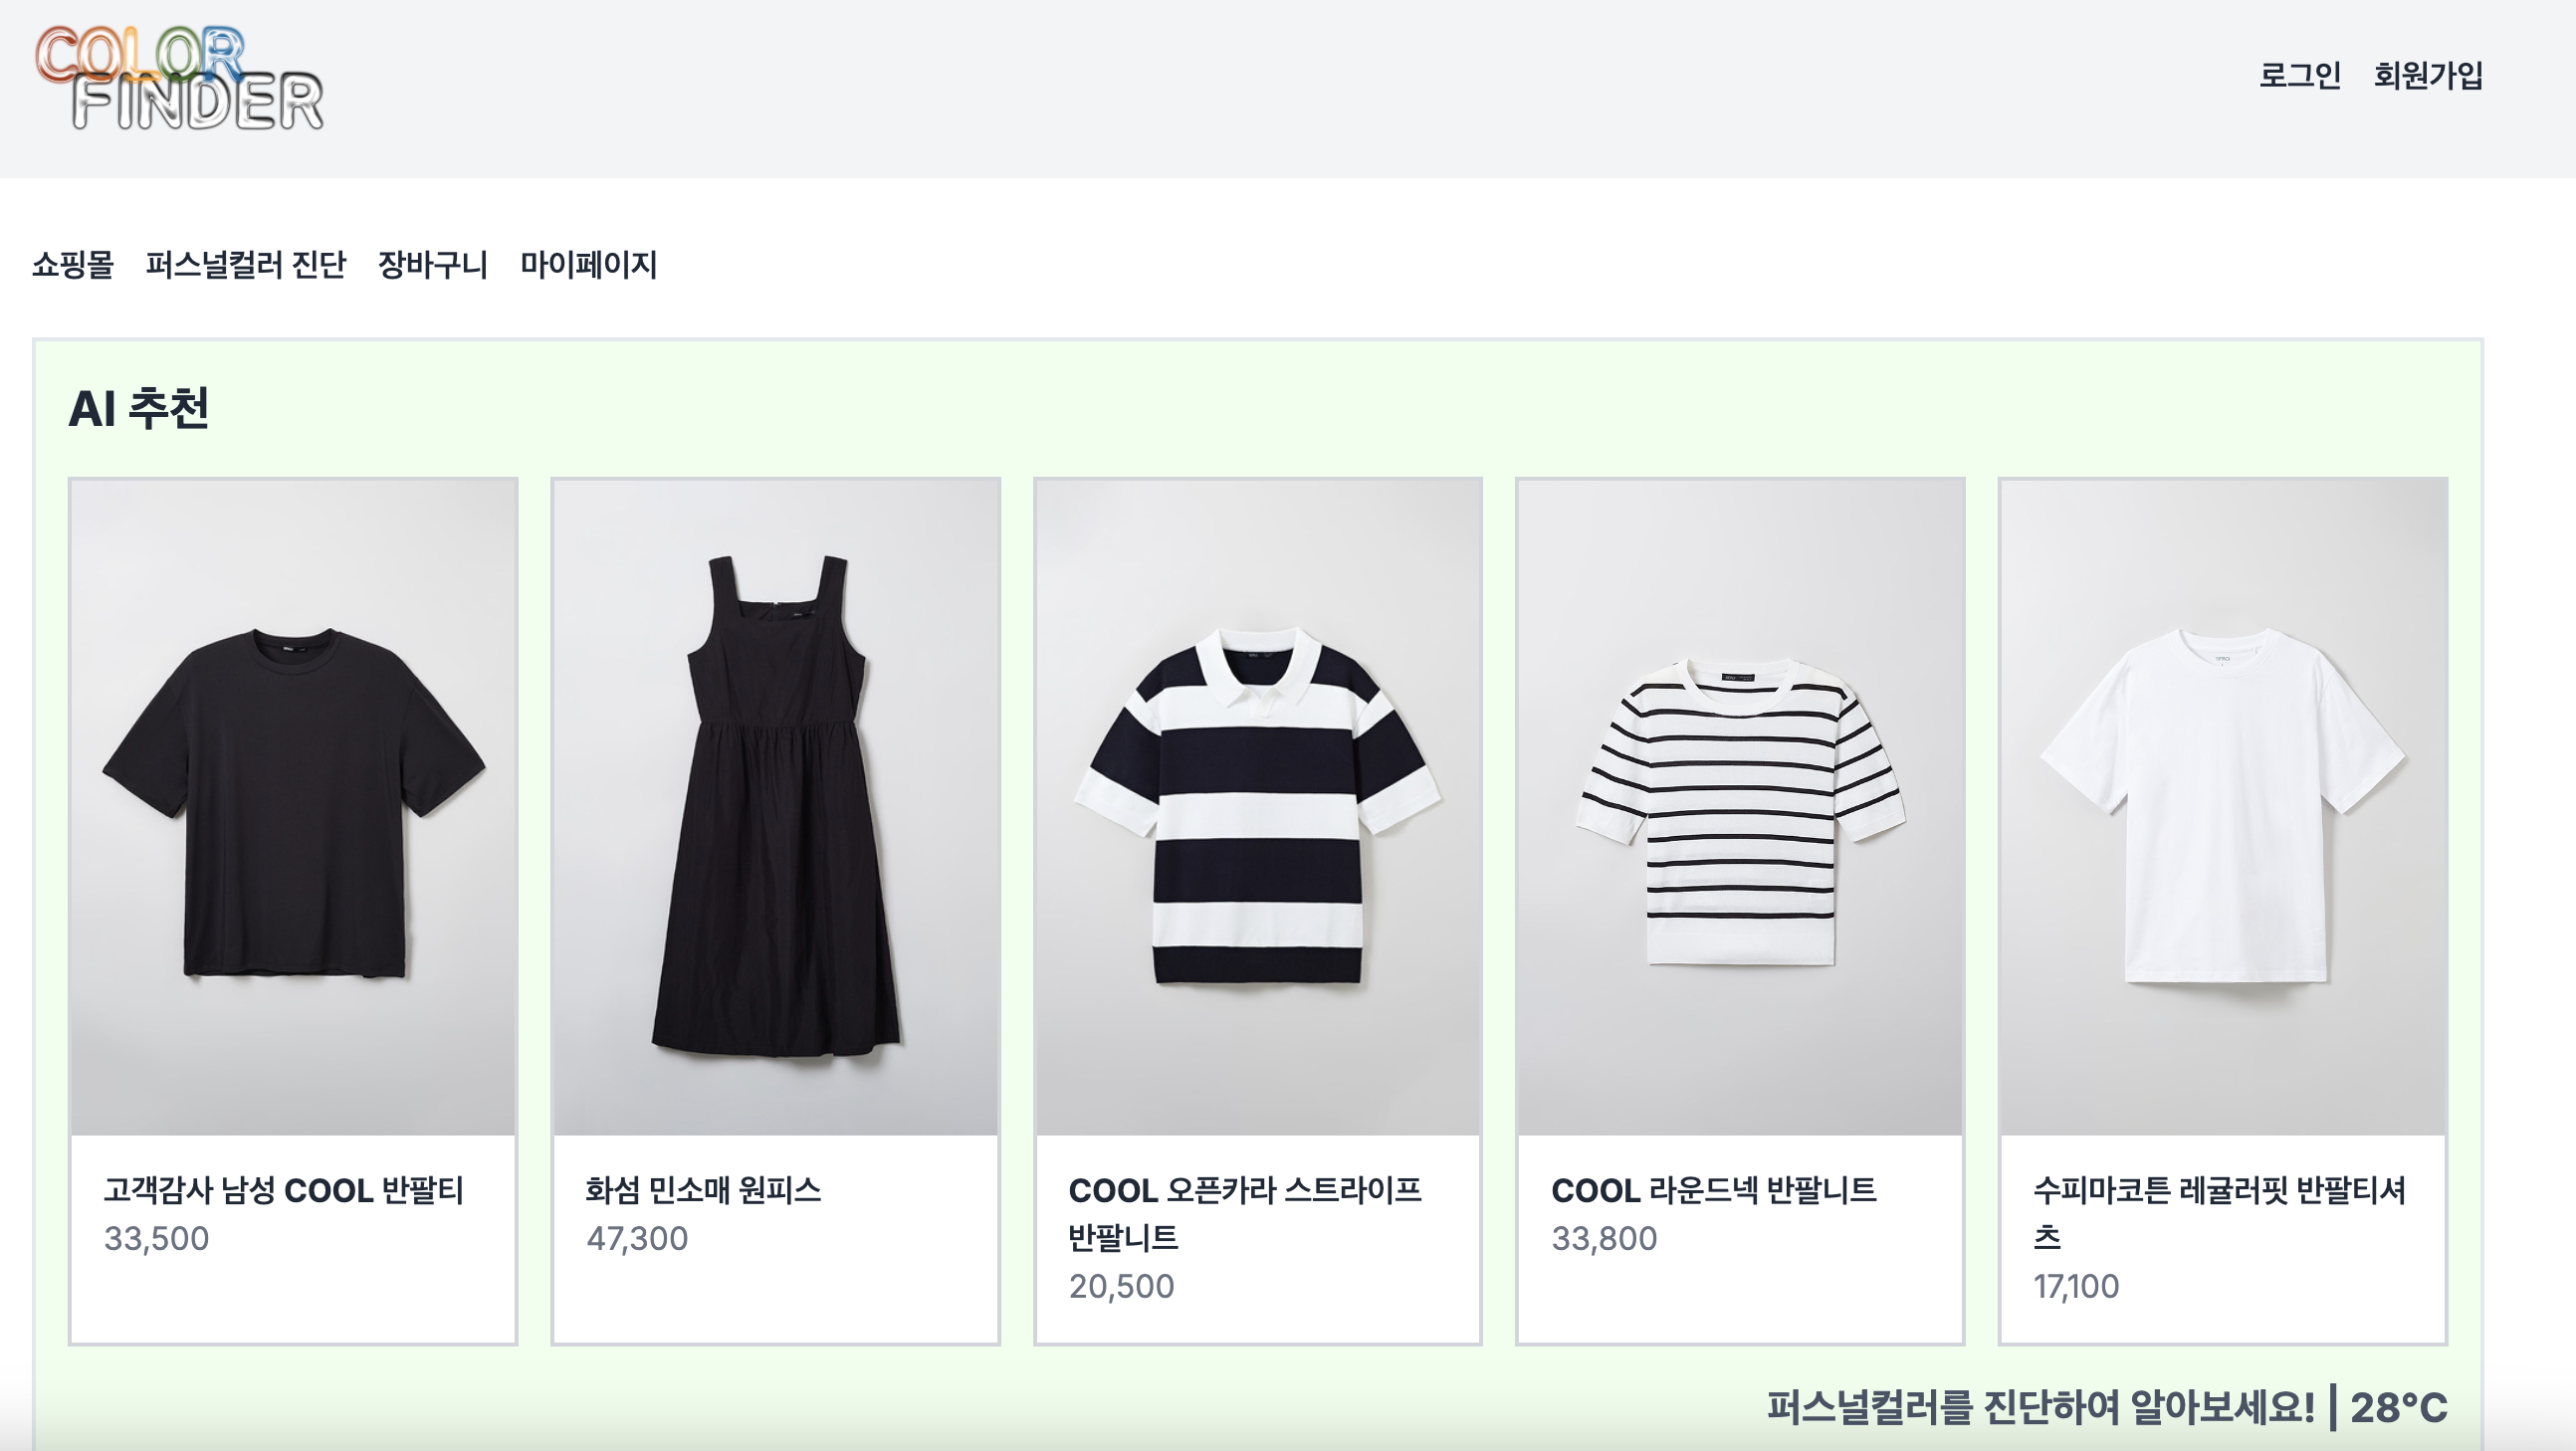 COLOR
FINDER
로그인 회원가입
쇼핑몰 퍼스널컬러 진단 장바구니 마이페이지
AI 추천
고객감사 남성 COOL 반팔티
33,500
화섬 민소매 원피스
47,300
COOL 오픈카라 스트라이프
반팔니트
20,500
COOL 라운드넥 반팔니트
33,800
수피마코튼 레귤러핏 반팔티셔
츠
17,100
퍼스널컬러를 진단하여 알아보세요! | 28°C